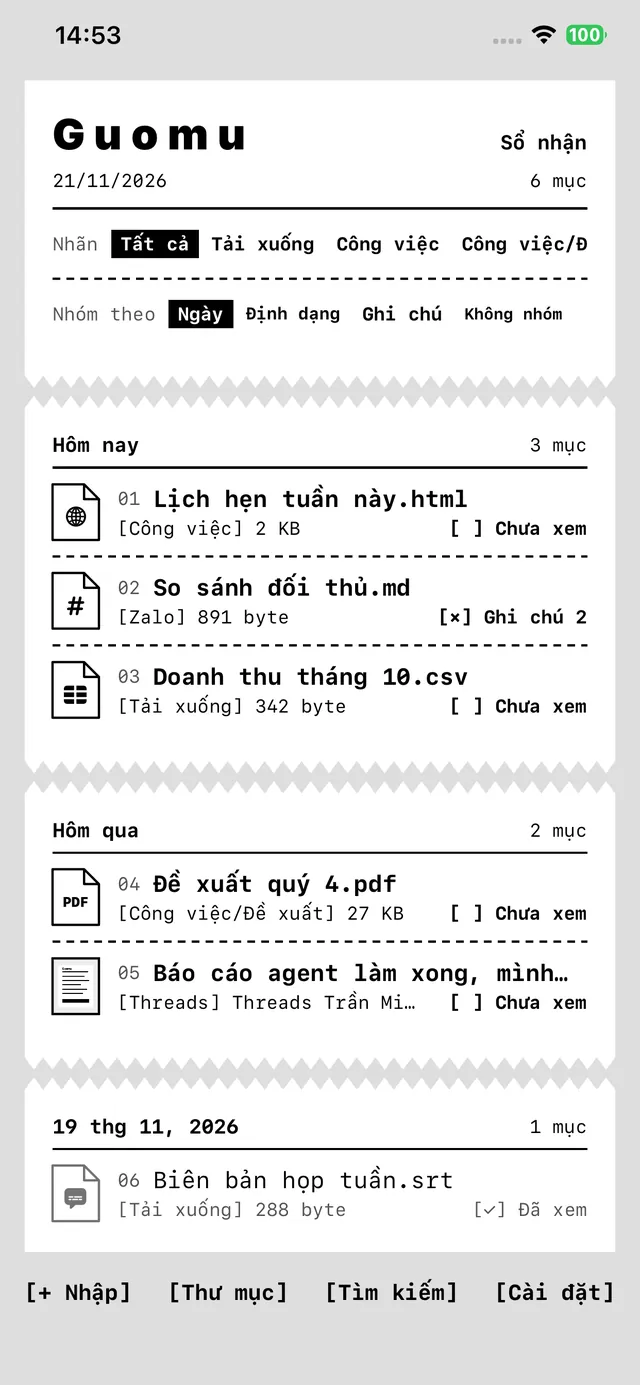 14:53
100
Guomu
Sổ nhận
21/11/2026
6 mục
Nhãn Tất cả Tải xuống Công việc Công việc/Đ
Nhóm theo Ngày Định dạng Ghi chú Không nhóm
Hôm nay
3 mục
01 Lịch hẹn tuần này.html
[Công việc] 2 KB
[ ] Chưa xem
#
02 So sánh đối thủ.md
[Zalo] 891 byte
[×] Ghi chú 2
03 Doanh thu tháng 10.csv
[Tải xuống] 342 byte
[ ] Chưa xem
Hôm qua
2 mục
PDF
04 Đề xuất quý 4.pdf
[Công việc/Đề xuất] 27 KB
[ ] Chưa xem
05 Báo cáo agent làm xong, mình…
[Threads] Threads Trần Mi…
[ ] Chưa xem
19 thg 11, 2026
1 mục
06 Biên bản họp tuần.srt
[Tải xuống] 288 byte
[✓] Đã xem
[+ Nhập] [Thư mục] [Tìm kiếm] [Cài đặt]